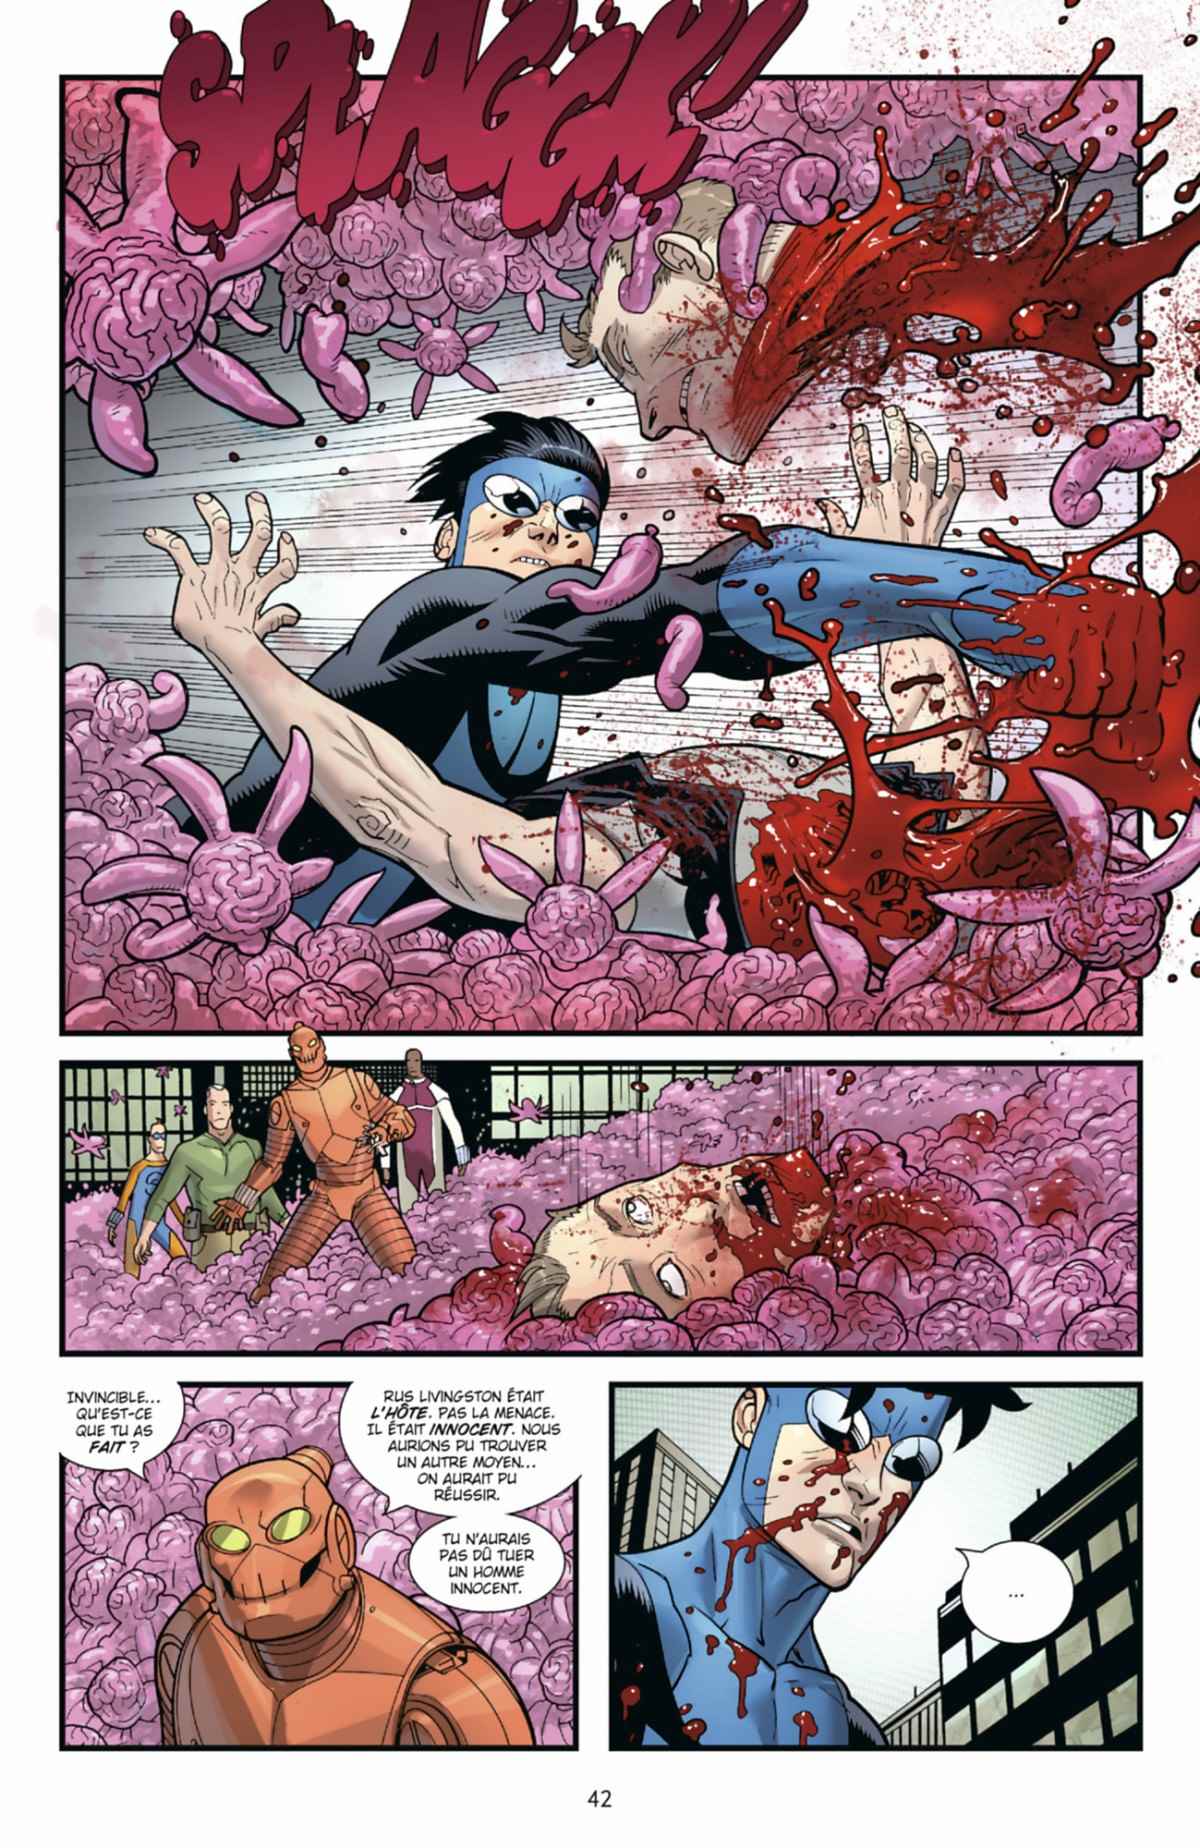 SPLAGGK!
INVINCIBLE...
QU'EST-CE
QUE TU AS
FAIT ?
RUS LIVINGSTON ÉTAIT
L'HÔTE. PAS LA MENACE.
IL ÉTAIT INNOCENT. NOUS
AURIONS PU TROUVER
UN AUTRE MOYEN...
ON AURAIT PU
RÉUSSIR.
TU N'AURAIS
PAS DÛ TUER
UN HOMME
INNOCENT.
...
42